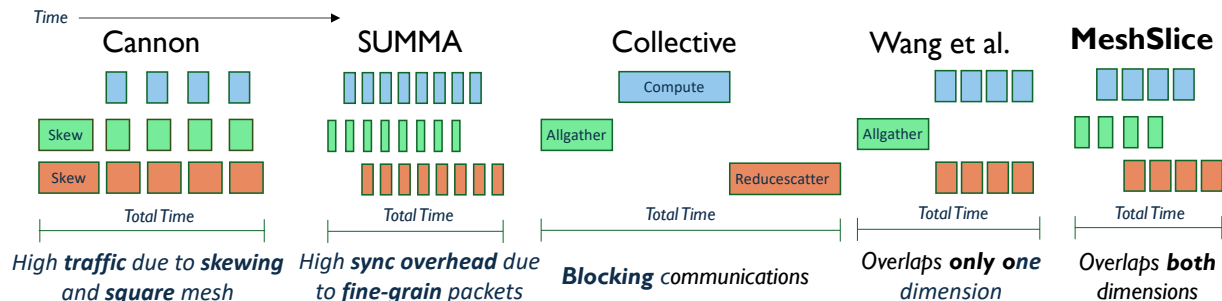 Time
Cannon
SUMMA
Collective
Wang et al.
MeshSlice
Compute
Skew
Allgather
Allgather
Skew
Reducescatter
Total Time
Total Time
Total Time
Total Time
Total Time
High traffic due to skewing
and square mesh
High sync overhead due
to fine-grain packets
Blocking communications
Overlaps only one
dimension
Overlaps both
dimensions